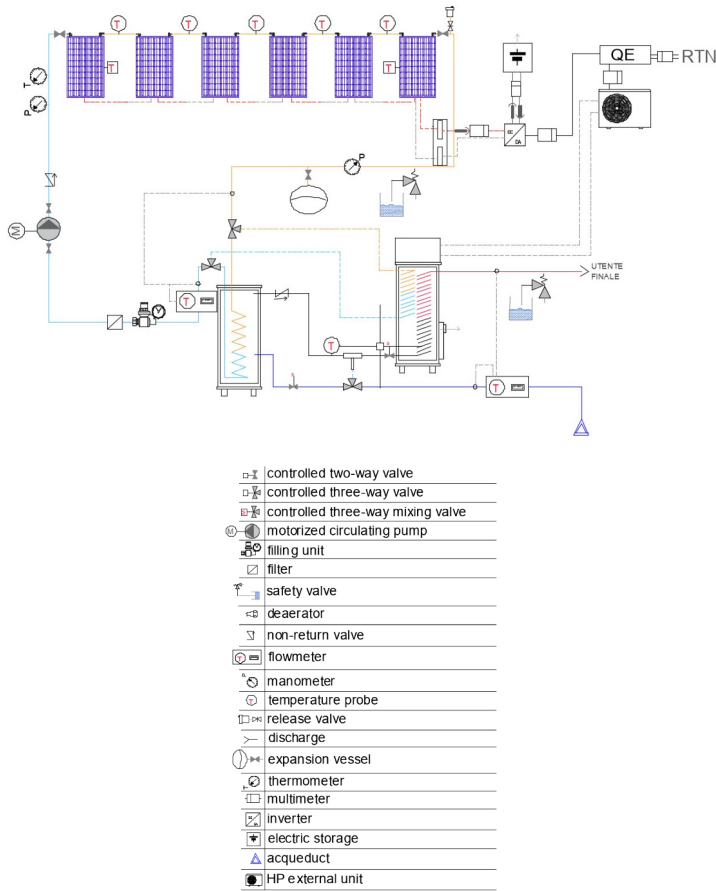 T T T T T
QE
RTN
T
T
T
P
P
CC
CA
M
UTENTE
FINALE
T
T
T
controlled two-way valve
controlled three-way valve
controlled three-way mixing valve
M motorized circulating pump
filling unit
filter
safety valve
deaerator
non-return valve
T flowmeter
manometer
T temperature probe
release valve
discharge
expansion vessel
thermometer
multimeter
inverter
electric storage
acqueduct
HP external unit